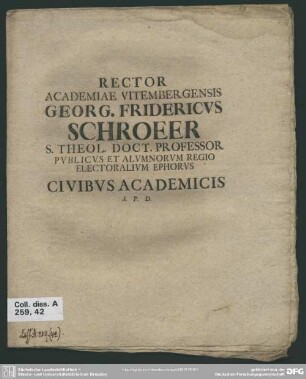 RECTOR
ACADEMIAE VITEMBERGENSIS
GEORG. FRIDERICVS
SCHROEER
S. THEOL. DOCT. PROFESSOR
PVBLICVS ET ALVMNORVM REGIO
ELECTORALIVM EPHORVS
CIVIBVS ACADEMICIS
S. P. D.
Coll. diss. A
259, 42